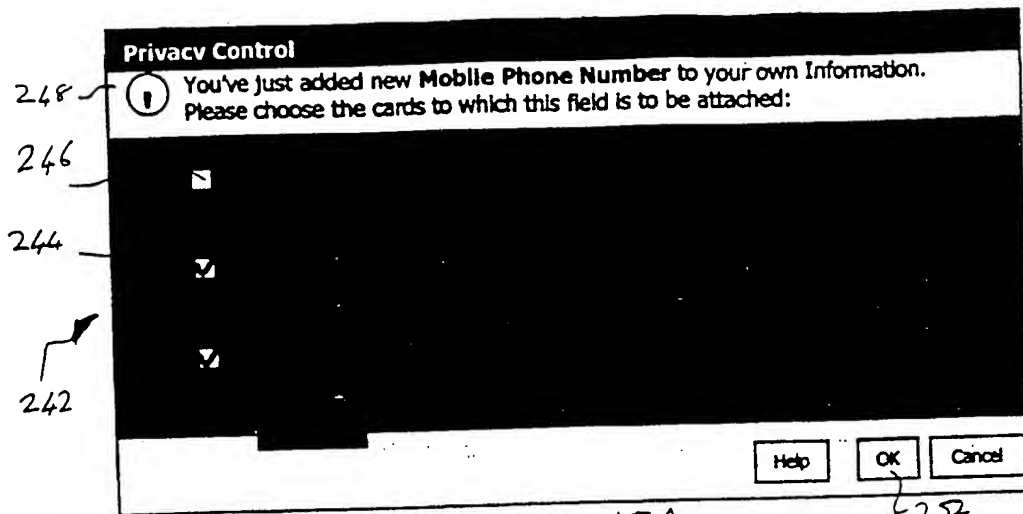 Privacy Control
248
You've just added new Moblie Phone Number to your own Information.
Please choose the cards to which this field is to be attached:
246
244
242
Help OK Cancel
252